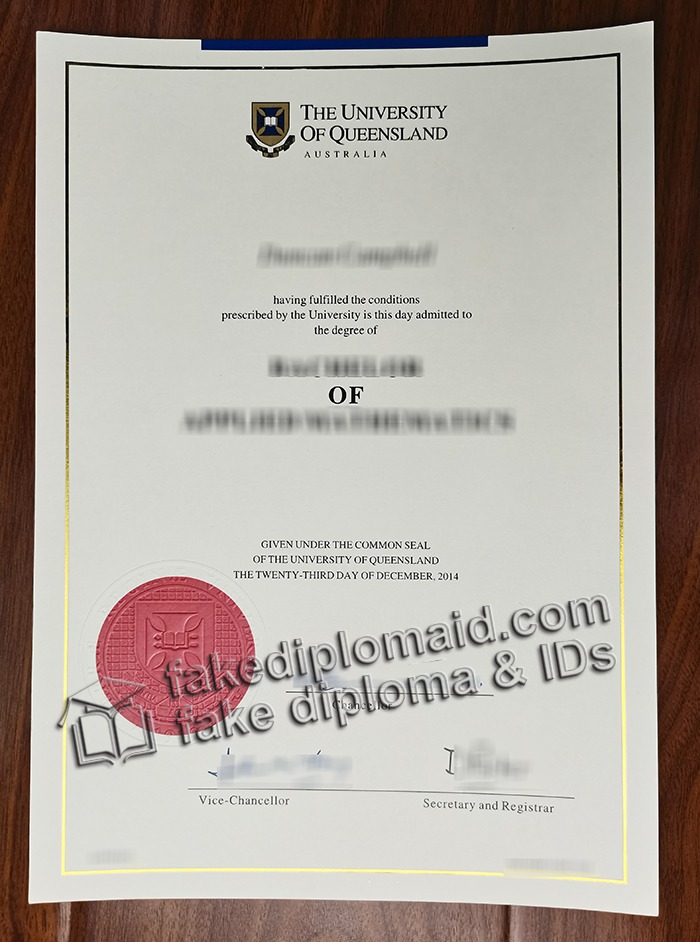 THE UNIVERSITY
OF QUEENSLAND
AUSTRALIA
having fulfilled the conditions
prescribed by the University is this day admitted to
the degree of
OF
GIVEN UNDER THE COMMON SEAL
OF THE UNIVERSITY OF QUEENSLAND
THE TWENTY-THIRD DAY OF DECEMBER, 2014
fakediplomaid.com
fake diploma & IDs
Chancellor
Vice-Chancellor
Secretary and Registrar